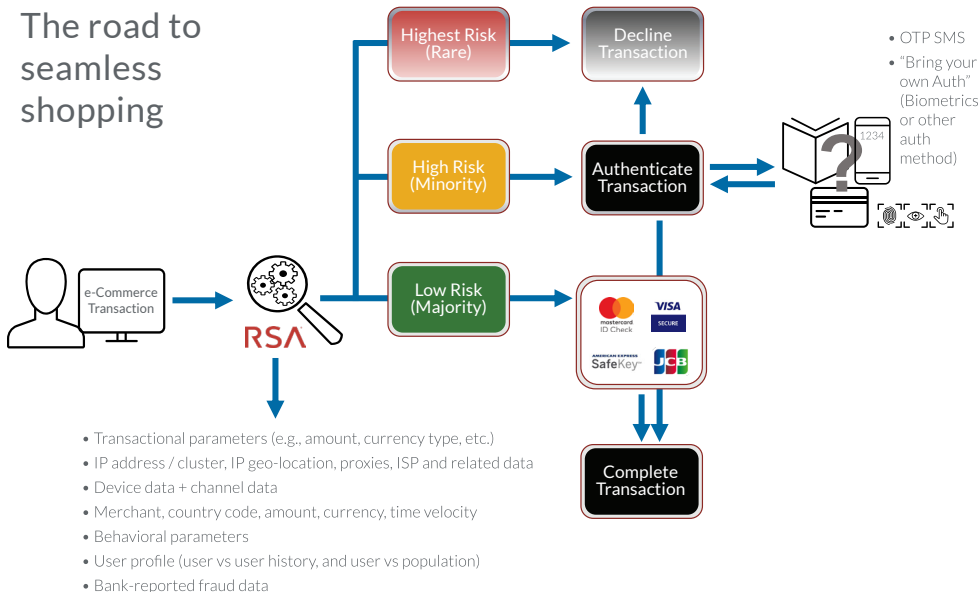 The road to
seamless
shopping
Highest Risk
(Rare)
Decline
Transaction
• OTP SMS
• “Bring your
own Auth”
(Biometrics
or other
auth
method)
High Risk
(Minority)
Authenticate
Transaction
?
1234
e-Commerce
Transaction
RSA
Low Risk
(Majority)
mastercard
ID Check
VISA
SECURE
AMERICAN EXPRESS
SafeKey™
JCB
• Transactional parameters (e.g., amount, currency type, etc.)
• IP address / cluster, IP geo-location, proxies, ISP and related data
• Device data + channel data
• Merchant, country code, amount, currency, time velocity
• Behavioral parameters
• User profile (user vs user history, and user vs population)
• Bank-reported fraud data
Complete
Transaction